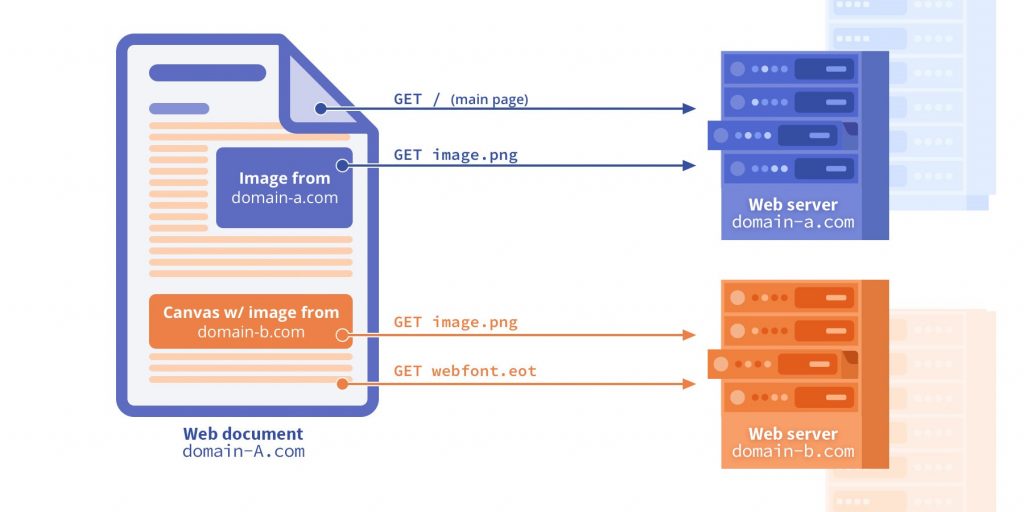 GET / (main page)
GET image.png
Image from
domain-a.com
Web server
domain-a.com
Canvas w/ image from
domain-b.com
GET image.png
GET webfont.eot
Web document
domain-A.com
Web server
domain-b.com